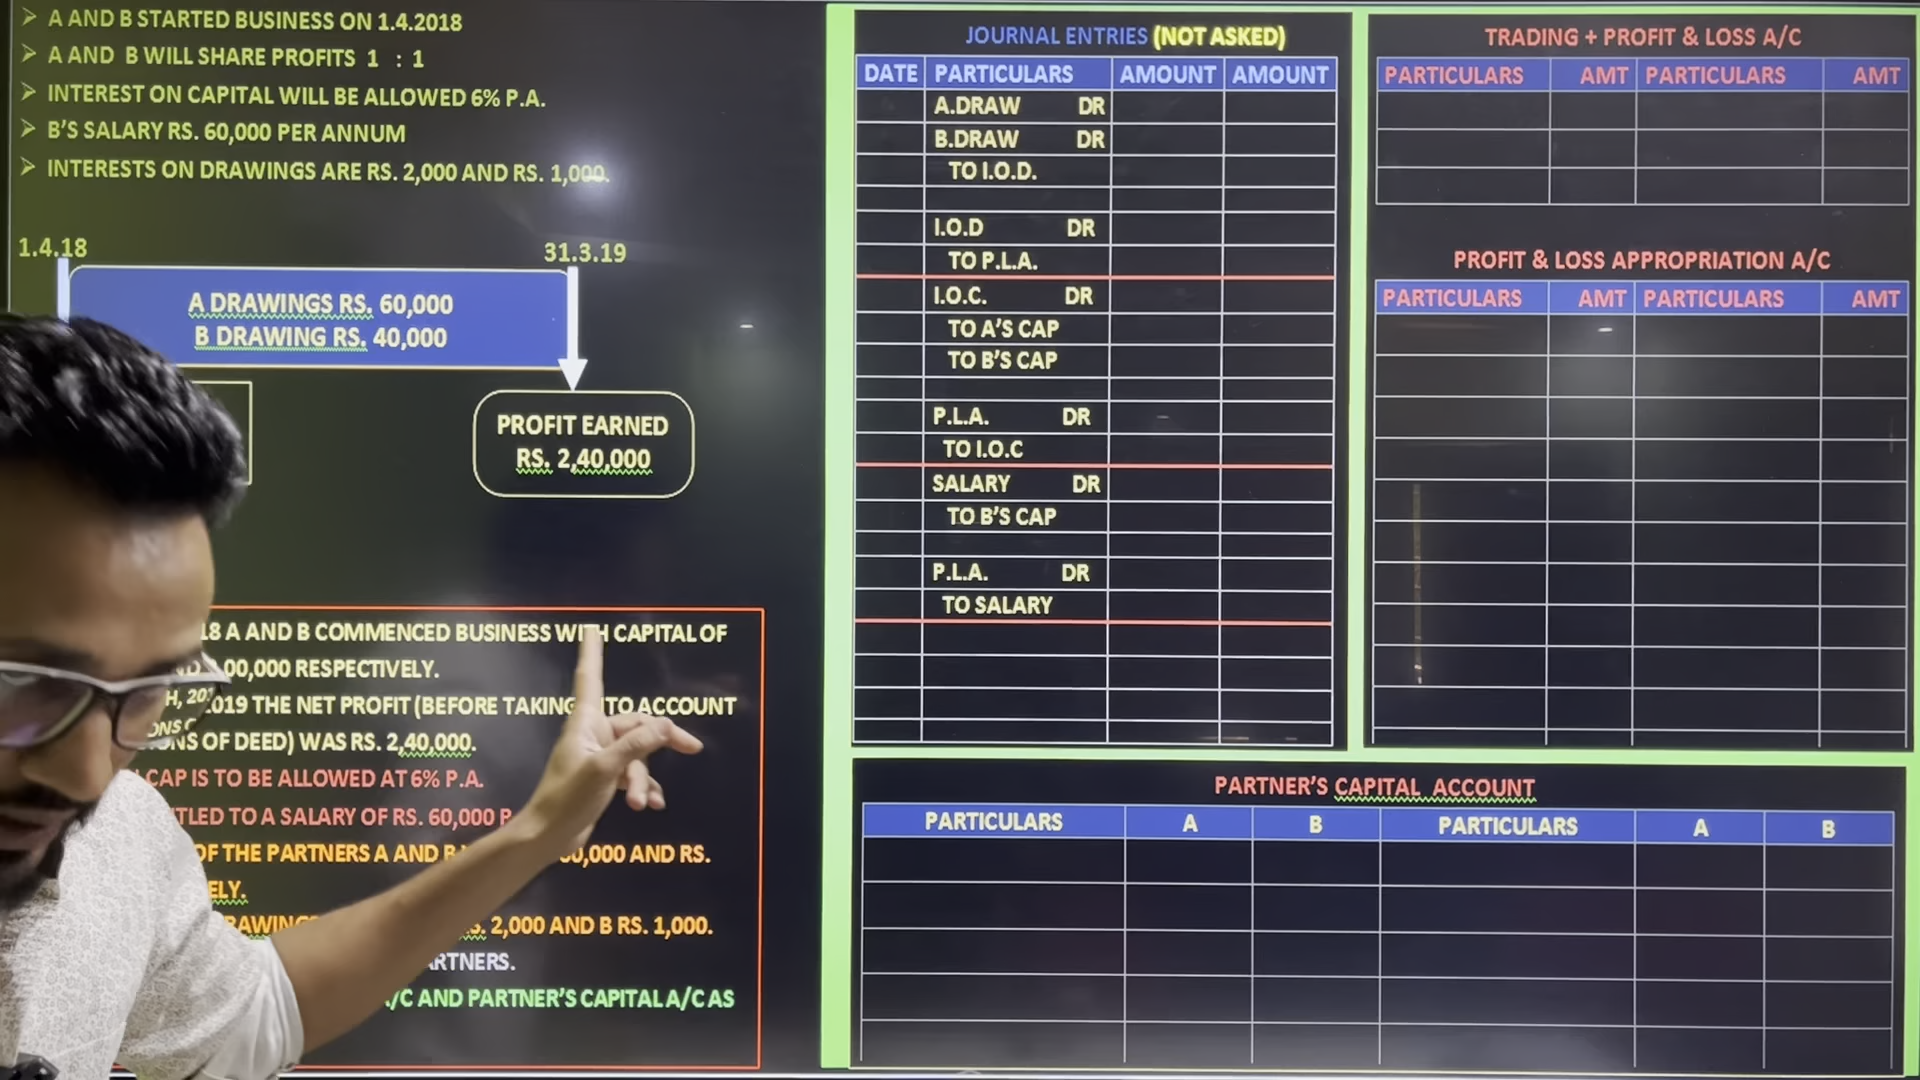 A AND B STARTED BUSINESS ON 1.4.2018
A AND B WILL SHARE PROFITS 1 : 1
INTEREST ON CAPITAL WILL BE ALLOWED 6% P.A.
B'S SALARY RS. 60,000 PER ANNUM
INTERESTS ON DRAWINGS ARE RS. 2,000 AND RS. 1,000.
1.4.18
31.3.19
A DRAWINGS RS. 60,000
B DRAWING RS. 40,000
PROFIT EARNED
RS. 2,40,000
18 A AND B COMMENCED BUSINESS WITH CAPITAL OF
00,000 RESPECTIVELY.
2019 THE NET PROFIT (BEFORE TAKING INTO ACCOUNT
OF DEED) WAS RS. 2,40,000.
CAP IS TO BE ALLOWED AT 6% P.A.
TO A SALARY OF RS. 60,000
OF THE PARTNERS A AND B AND RS.
2,000 AND B RS. 1,000.
A/C AND PARTNER'S CAPITAL A/C AS
JOURNAL ENTRIES (NOT ASKED)
DATE PARTICULARS AMOUNT AMOUNT
A.DRAW DR
B.DRAW DR
TO I.O.D.
I.O.D DR
TO P.L.A.
I.O.C. DR
TO A'S CAP
TO B'S CAP
P.L.A. DR
TO I.O.C
SALARY DR
TO B'S CAP
P.L.A. DR
TO SALARY
TRADING + PROFIT & LOSS A/C
PARTICULARS AMT PARTICULARS AMT
PROFIT & LOSS APPROPRIATION A/C
PARTICULARS AMT PARTICULARS AMT
PARTNER'S CAPITAL ACCOUNT
PARTICULARS A B PARTICULARS A B